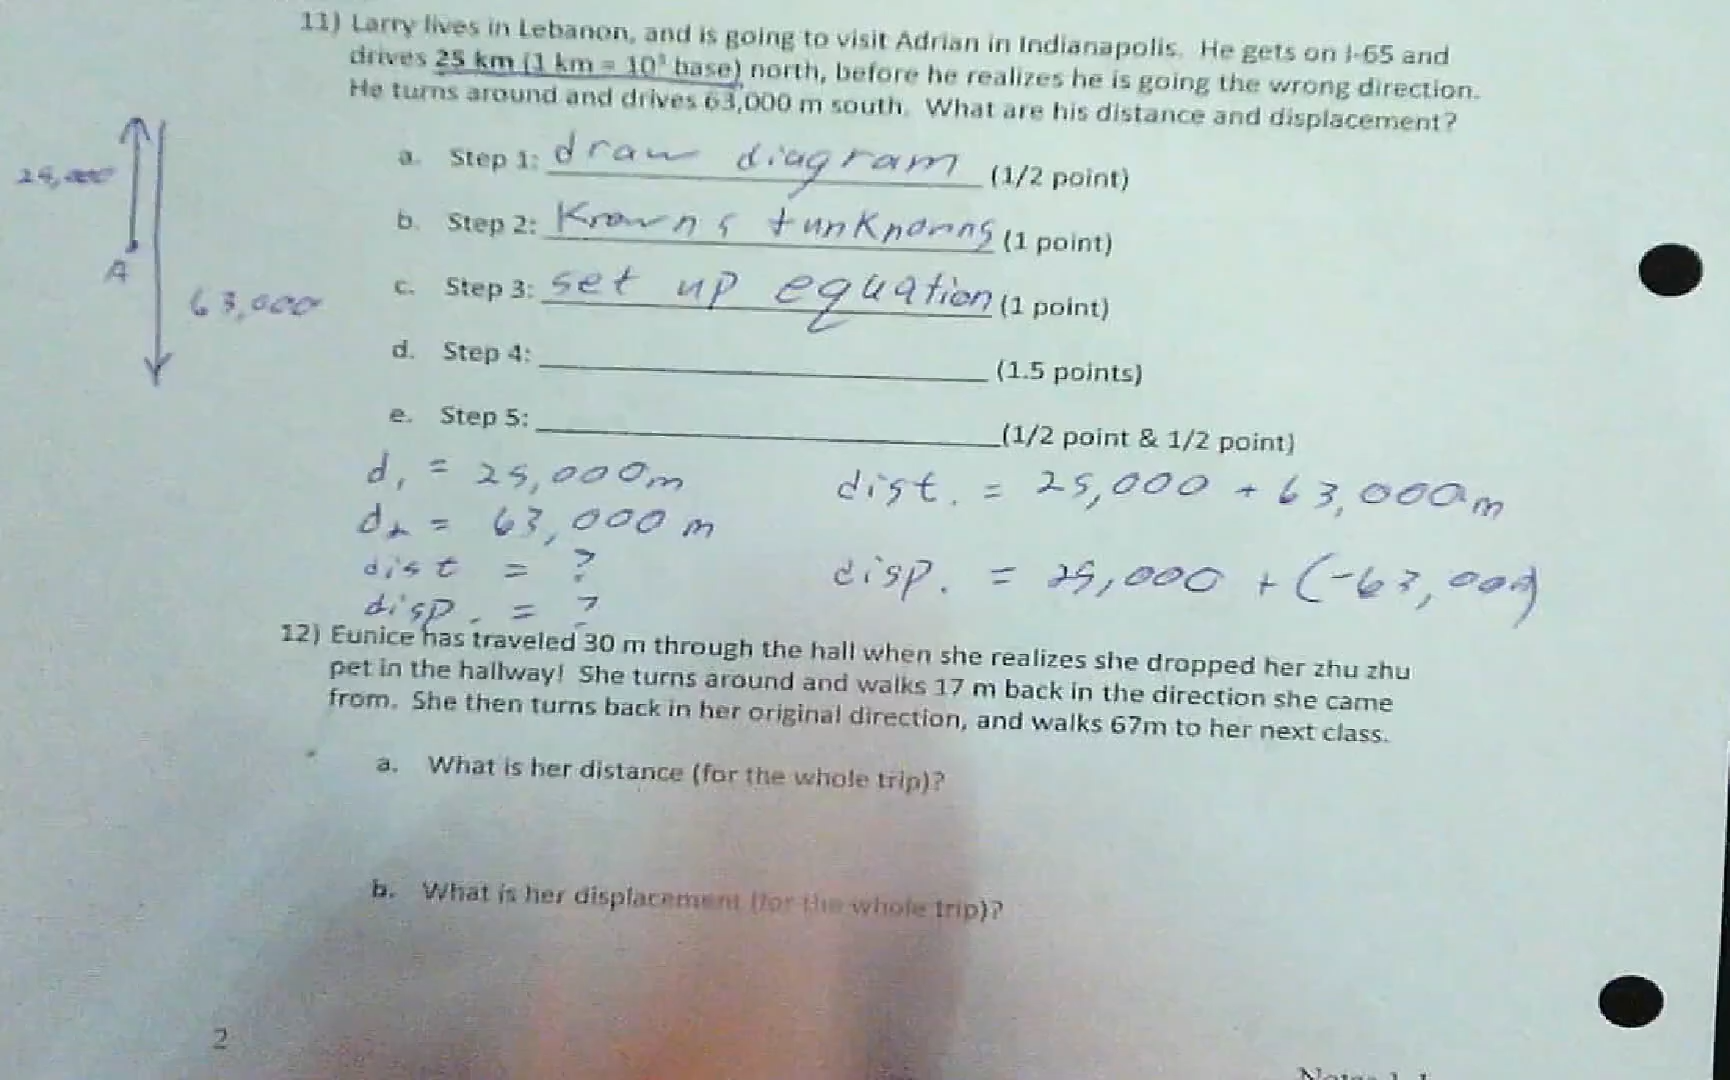 11) Larry lives in Lebanon, and is going to visit Adrian in Indianapolis. He gets on I-65 and
drives 25 km (1 km = 10³ base) north, before he realizes he is going the wrong direction.
He turns around and drives 63,000 m south. What are his distance and displacement?
25,000
A
63,000
a. Step 1: draw diagram (1/2 point)
b. Step 2: Knowns + unknowns (1 point)
c. Step 3: set up equation (1 point)
d. Step 4: (1.5 points)
e. Step 5: (1/2 point & 1/2 point)
d₁ = 25,000m
d₂ = 63,000 m
dist = ?
disp. = ?
dist. = 25,000 + 63,000m
disp. = 25,000 + (-63,000)
12) Eunice has traveled 30 m through the hall when she realizes she dropped her zhu zhu
pet in the hallway! She turns around and walks 17 m back in the direction she came
from. She then turns back in her original direction, and walks 67m to her next class.
a. What is her distance (for the whole trip)?
b. What is her displacement (for the whole trip)?
2